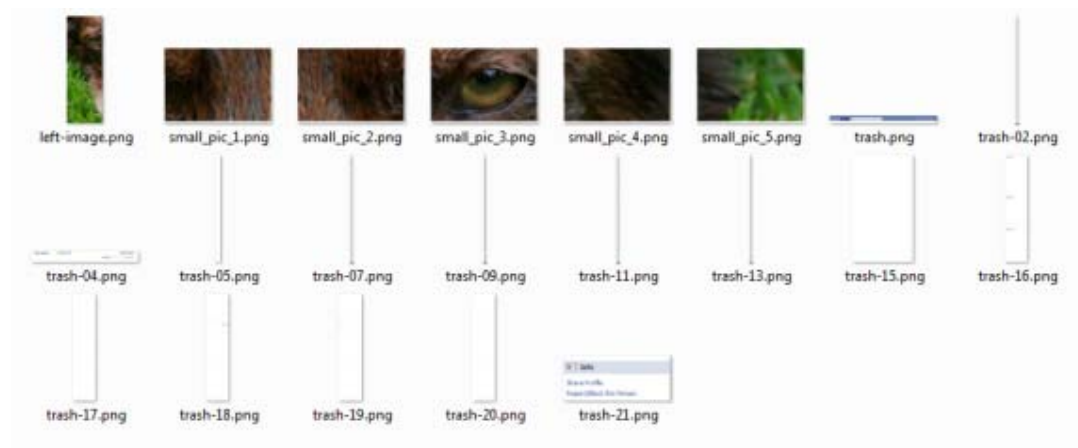 left-image.png small_pic_1.png small_pic_2.png small_pic_3.png small_pic_4.png small_pic_5.png trash.png trash-02.png
trash-04.png trash-05.png trash-07.png trash-09.png trash-11.png trash-13.png trash-15.png trash-16.png
Info
trash-17.png trash-18.png trash-19.png trash-20.png trash-21.png